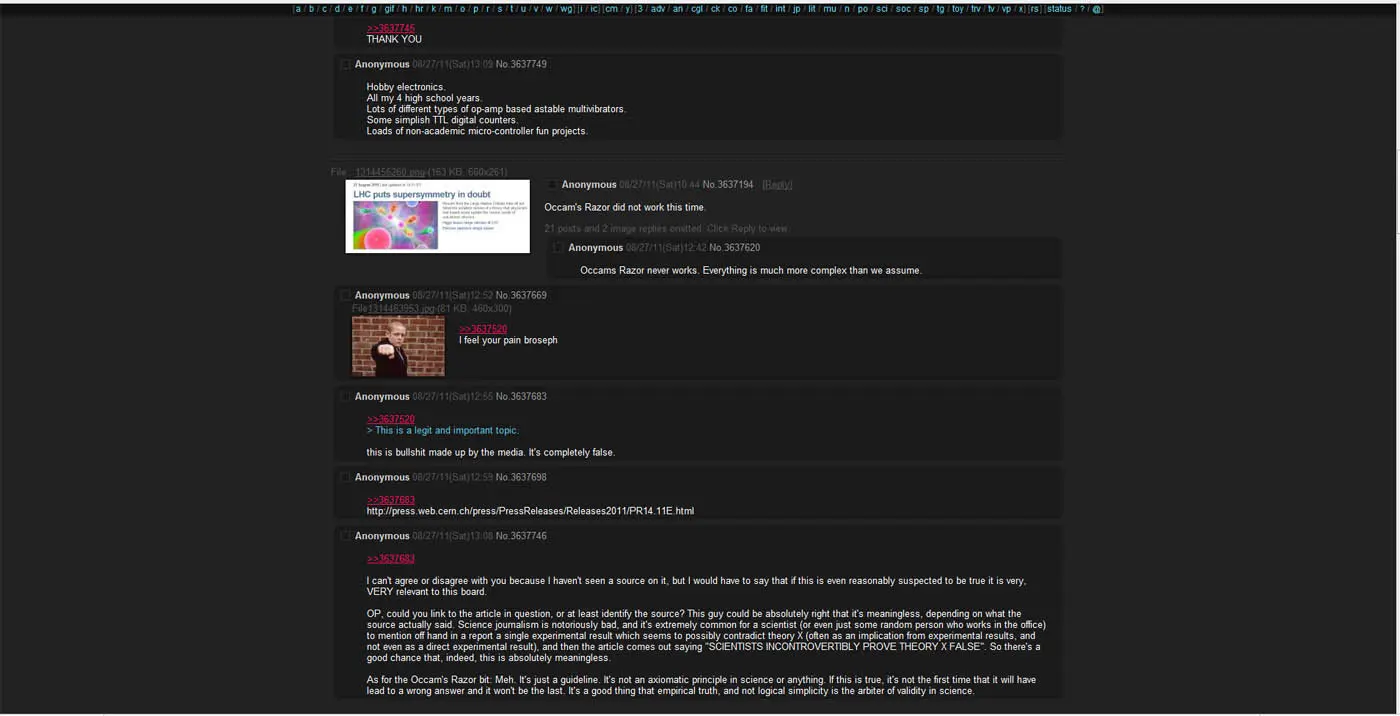 [a / b / c / d / e / f / g / gif / h / hr / k / m / o / p / r / s / t / u / v / w / wg] [i / ic] [cm / y] [3 / adv / an / cgl / ck / co / fa / fit / int / jp / lit / mu / n / po / sci / soc / sp / tg / toy / trv / tv / vp / x] [rs] [status / ? / @]
>>3637745
THANK YOU
Anonymous 08/27/11(Sat)13:09 No.3637749
Hobby electronics.
All my 4 high school years.
Lots of different types of op-amp based astable multivibrators.
Some simplish TTL digital counters.
Loads of non-academic micro-controller fun projects.
File 1314456260.png-(163 KB, 660x261)
LHC puts supersymmetry in doubt
Anonymous 08/27/11(Sat)10:44 No.3637194 [Reply]
Occam's Razor did not work this time.
21 posts and 2 image replies omitted. Click Reply to view.
Anonymous 08/27/11(Sat)12:42 No.3637620
Occams Razor never works. Everything is much more complex than we assume.
Anonymous 08/27/11(Sat)12:52 No.3637669
File1314463953.jpg-(81 KB, 460x300)
>>3637520
I feel your pain broseph
Anonymous 08/27/11(Sat)12:55 No.3637683
>>3637520
> This is a legit and important topic.
this is bullshit made up by the media. It's completely false.
Anonymous 08/27/11(Sat)12:59 No.3637698
>>3637683
http://press.web.cern.ch/press/PressReleases/Releases2011/PR14.11E.html
Anonymous 08/27/11(Sat)13:08 No.3637746
>>3637683
I can't agree or disagree with you because I haven't seen a source on it, but I would have to say that if this is even reasonably suspected to be true it is very,
VERY relevant to this board.
OP, could you link to the article in question, or at least identify the source? This guy could be absolutely right that it's meaningless, depending on what the
source actually said. Science journalism is notoriously bad, and it's extremely common for a scientist (or even just some random person who works in the office)
to mention off hand in a report a single experimental result which seems to possibly contradict theory X (often as an implication from experimental results, and
not even as a direct experimental result), and then the article comes out saying "SCIENTISTS INCONTROVERTIBLY PROVE THEORY X FALSE". So there's a
good chance that, indeed, this is absolutely meaningless.
As for the Occam's Razor bit: Meh. It's just a guideline. It's not an axiomatic principle in science or anything. If this is true, it's not the first time that it will have
lead to a wrong answer and it won't be the last. It's a good thing that empirical truth, and not logical simplicity is the arbiter of validity in science.